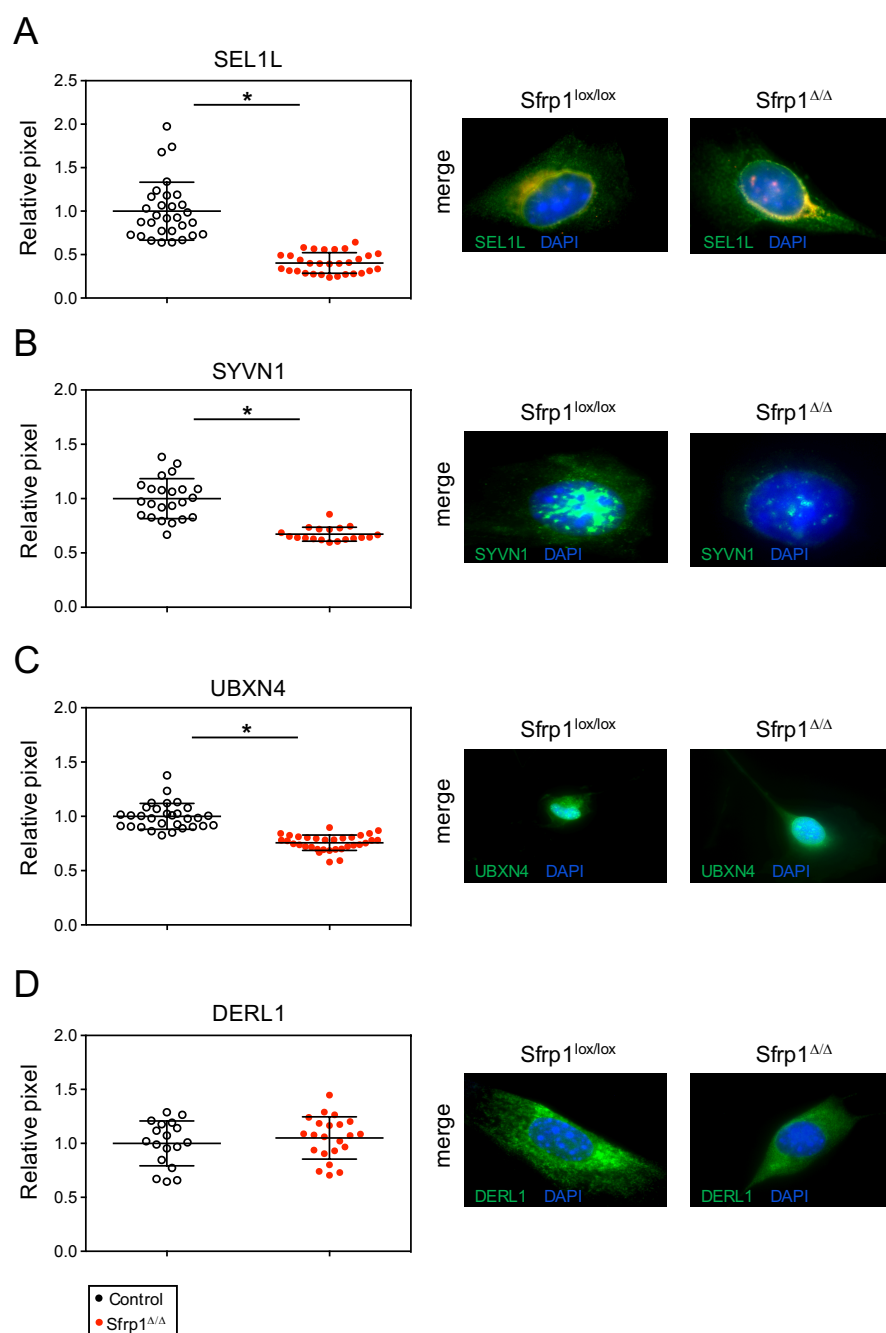 A
SEL1L
2.5
2.0
1.5
1.0
0.5
0.0
Relative pixel
*
Sfrp1lox/lox
Sfrp1Δ/Δ
merge
SEL1L DAPI
SEL1L DAPI
B
SYVN1
2.0
1.5
1.0
0.5
0.0
Relative pixel
*
Sfrp1lox/lox
Sfrp1Δ/Δ
merge
SYVN1 DAPI
SYVN1 DAPI
C
UBXN4
2.0
1.5
1.0
0.5
0.0
Relative pixel
*
Sfrp1lox/lox
Sfrp1Δ/Δ
merge
UBXN4 DAPI
UBXN4 DAPI
D
DERL1
2.0
1.5
1.0
0.5
0.0
Relative pixel
Sfrp1lox/lox
Sfrp1Δ/Δ
merge
DERL1 DAPI
DERL1 DAPI
Control
Sfrp1Δ/Δ